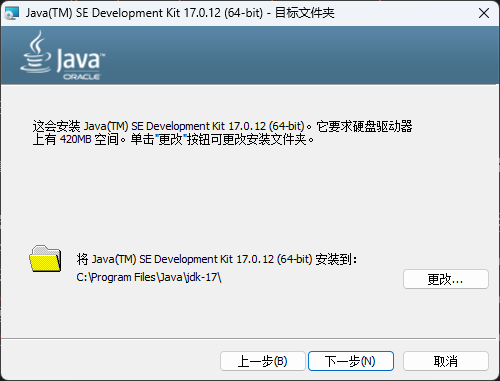 Java(TM) SE Development Kit 17.0.12 (64-bit) - 目标文件夹
Java
ORACLE
这会安装 Java(TM) SE Development Kit 17.0.12 (64-bit)。它要求硬盘驱动器
上有 420MB 空间。单击"更改"按钮可更改安装文件夹。
将 Java(TM) SE Development Kit 17.0.12 (64-bit) 安装到：
C:\Program Files\Java\jdk-17\
更改...
上一步(B)
下一步(N)
取消